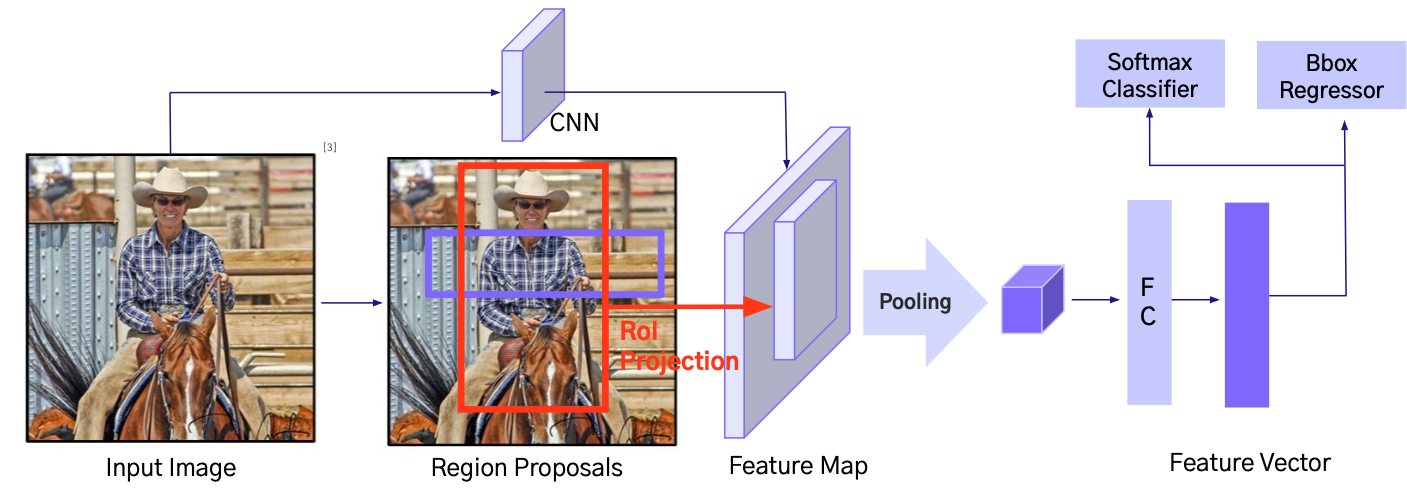 CNN
[3]
Softmax
Classifier
Bbox
Regressor
RoI
Projection
Pooling
F
C
Input Image
Region Proposals
Feature Map
Feature Vector